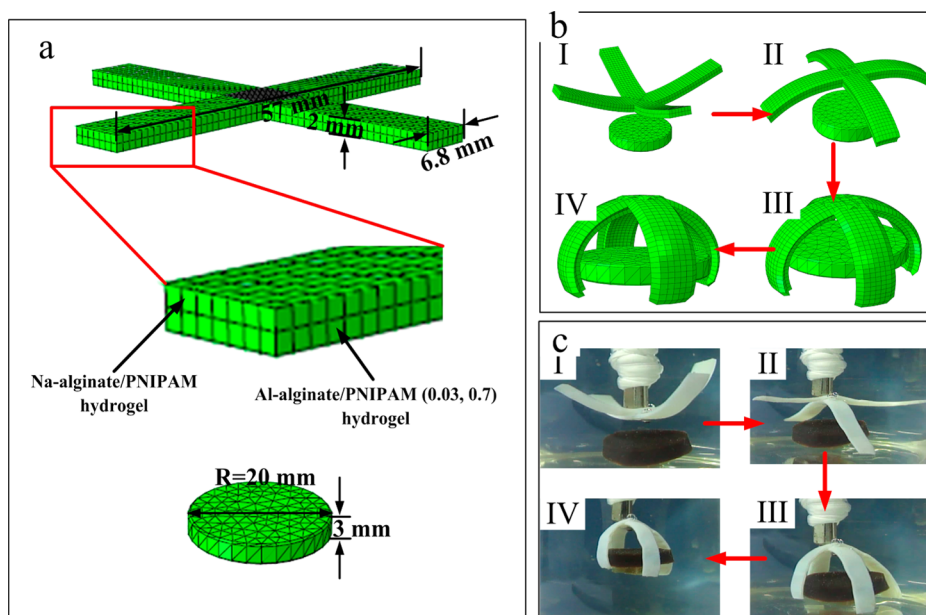 a
mm
2 mm
6.8 mm
Na-alginate/PNIPAM
hydrogel
Al-alginate/PNIPAM (0.03, 0.7)
hydrogel
R=20 mm
3 mm
b
I
II
IV
III
c
I
II
IV
III